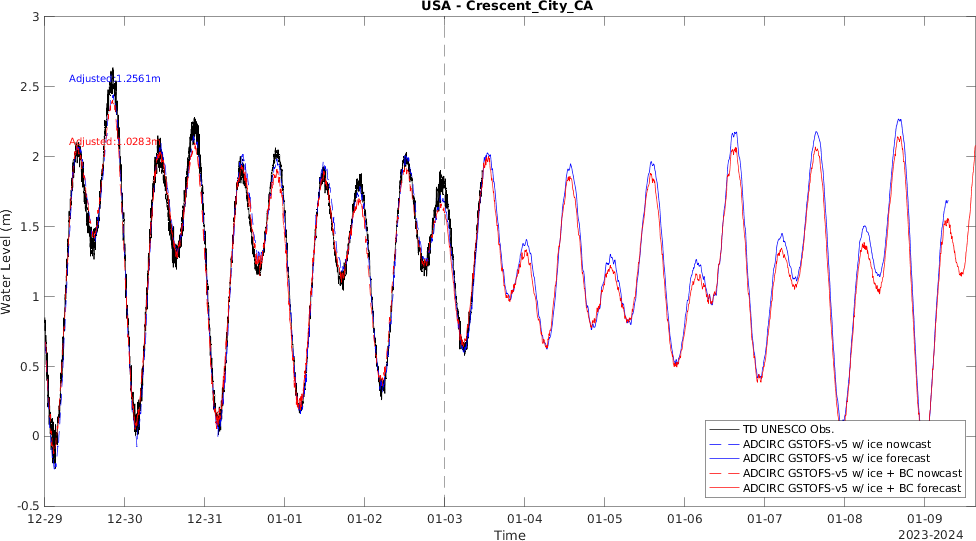 USA - Crescent_City_CA
3
2.5
2
1.5
1
0.5
0
-0.5
Water Level (m)
Adjusted:1.2561m
Adjusted:1.0283m
TD UNESCO Obs.
ADCIRC GSTOFS-v5 w/ ice nowcast
ADCIRC GSTOFS-v5 w/ ice forecast
ADCIRC GSTOFS-v5 w/ ice + BC nowcast
ADCIRC GSTOFS-v5 w/ ice + BC forecast
12-29 12-30 12-31 01-01 01-02 01-03 01-04 01-05 01-06 01-07 01-08 01-09
Time
2023-2024